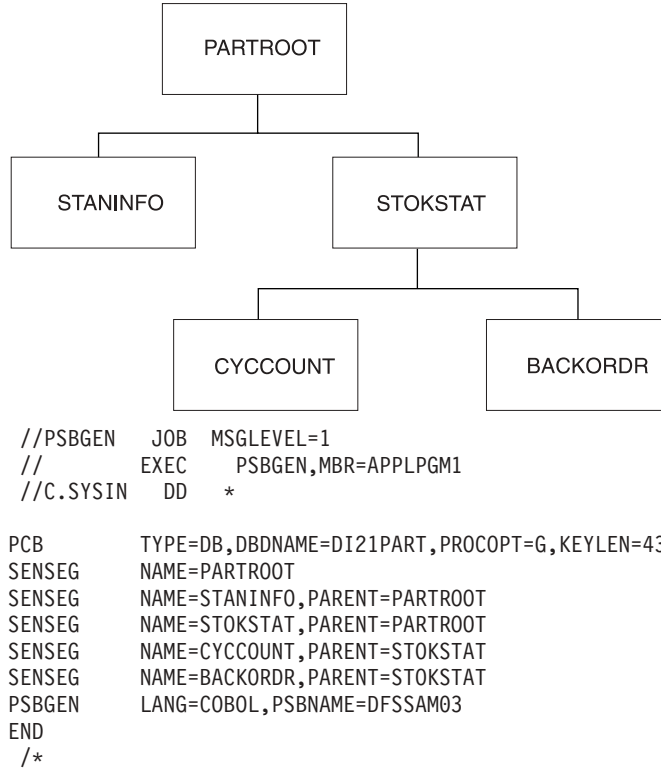 PARTROOT
STANINFO
STOKSTAT
CYCCOUNT
BACKORDR
//PSBGEN   JOB  MSGLEVEL=1
//         EXEC   PSBGEN,MBR=APPLPGM1
//C.SYSIN   DD   *
PCB        TYPE=DB,DBDNAME=DI21PART,PROCOPT=G,KEYLEN=43
SENSEG     NAME=PARTROOT
SENSEG     NAME=STANINFO,PARENT=PARTROOT
SENSEG     NAME=STOKSTAT,PARENT=PARTROOT
SENSEG     NAME=CYCCOUNT,PARENT=STOKSTAT
SENSEG     NAME=BACKORDR,PARENT=STOKSTAT
PSBGEN     LANG=COBOL,PSBNAME=DFSSAM03
END
/*